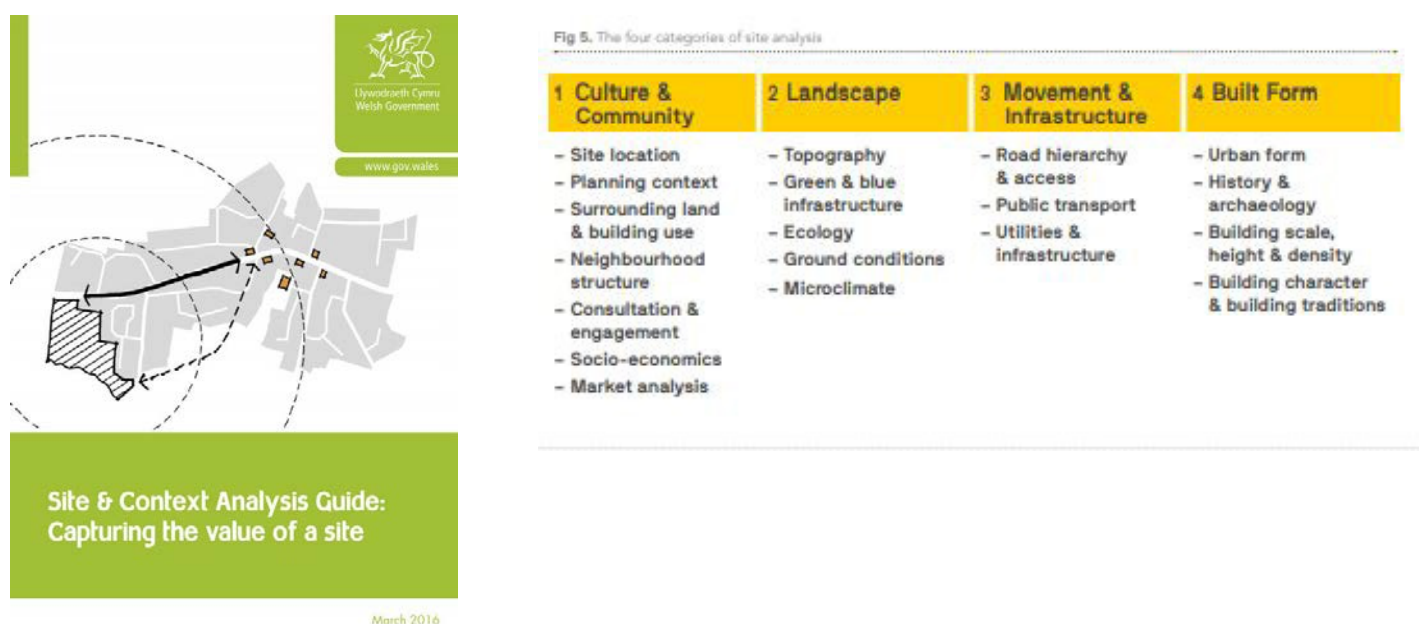 Llywodraeth Cymru
Welsh Government
www.gov.wales
Site & Context Analysis Guide:
Capturing the value of a site
March 2016
Fig 5. The four categories of site analysis
1 Culture &
Community
– Site location
– Planning context
– Surrounding land
& building use
– Neighbourhood
structure
– Consultation &
engagement
– Socio-economics
– Market analysis
2 Landscape
– Topography
– Green & blue
infrastructure
– Ecology
– Ground conditions
– Microclimate
3 Movement &
Infrastructure
– Road hierarchy
& access
– Public transport
– Utilities &
infrastructure
4 Built Form
– Urban form
– History &
archaeology
– Building scale,
height & density
– Building character
& building traditions